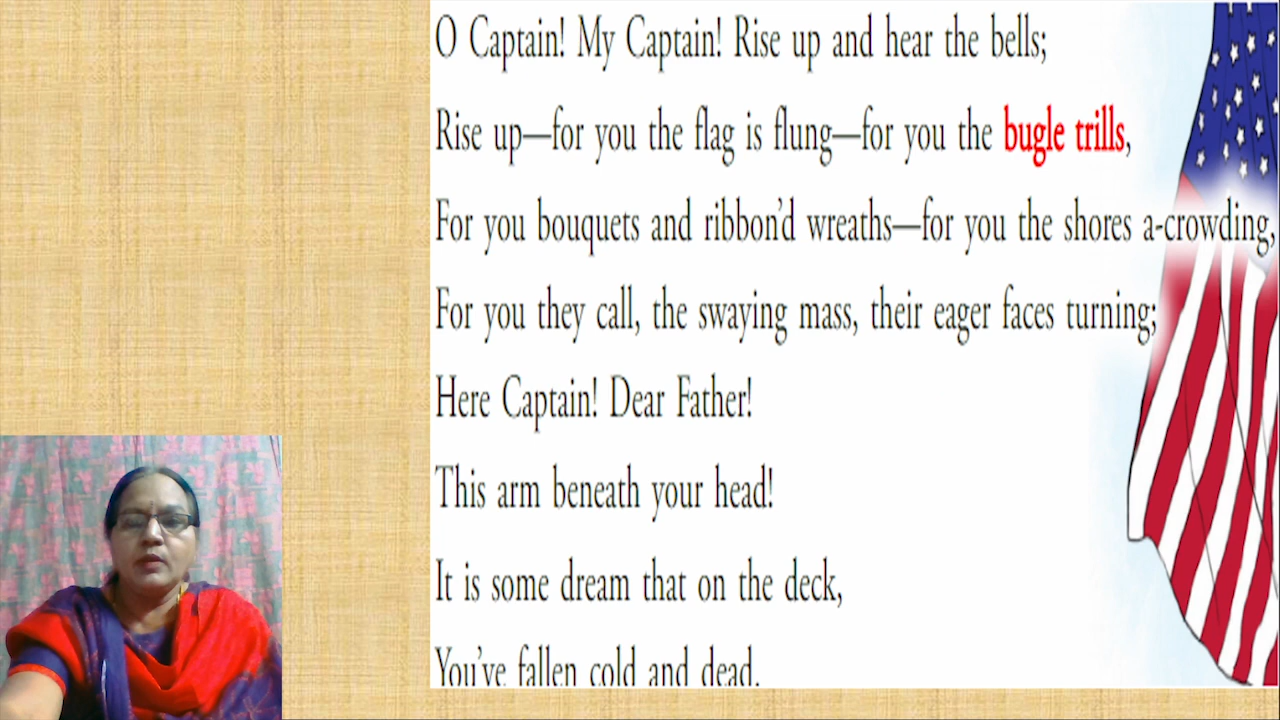 O Captain! My Captain! Rise up and hear the bells;
Rise up—for you the flag is flung—for you the bugle trills,
For you bouquets and ribbon'd wreaths—for you the shores a-crowding,
For you they call, the swaying mass, their eager faces turning;
Here Captain! Dear Father!
This arm beneath your head!
It is some dream that on the deck,
You've fallen cold and dead.